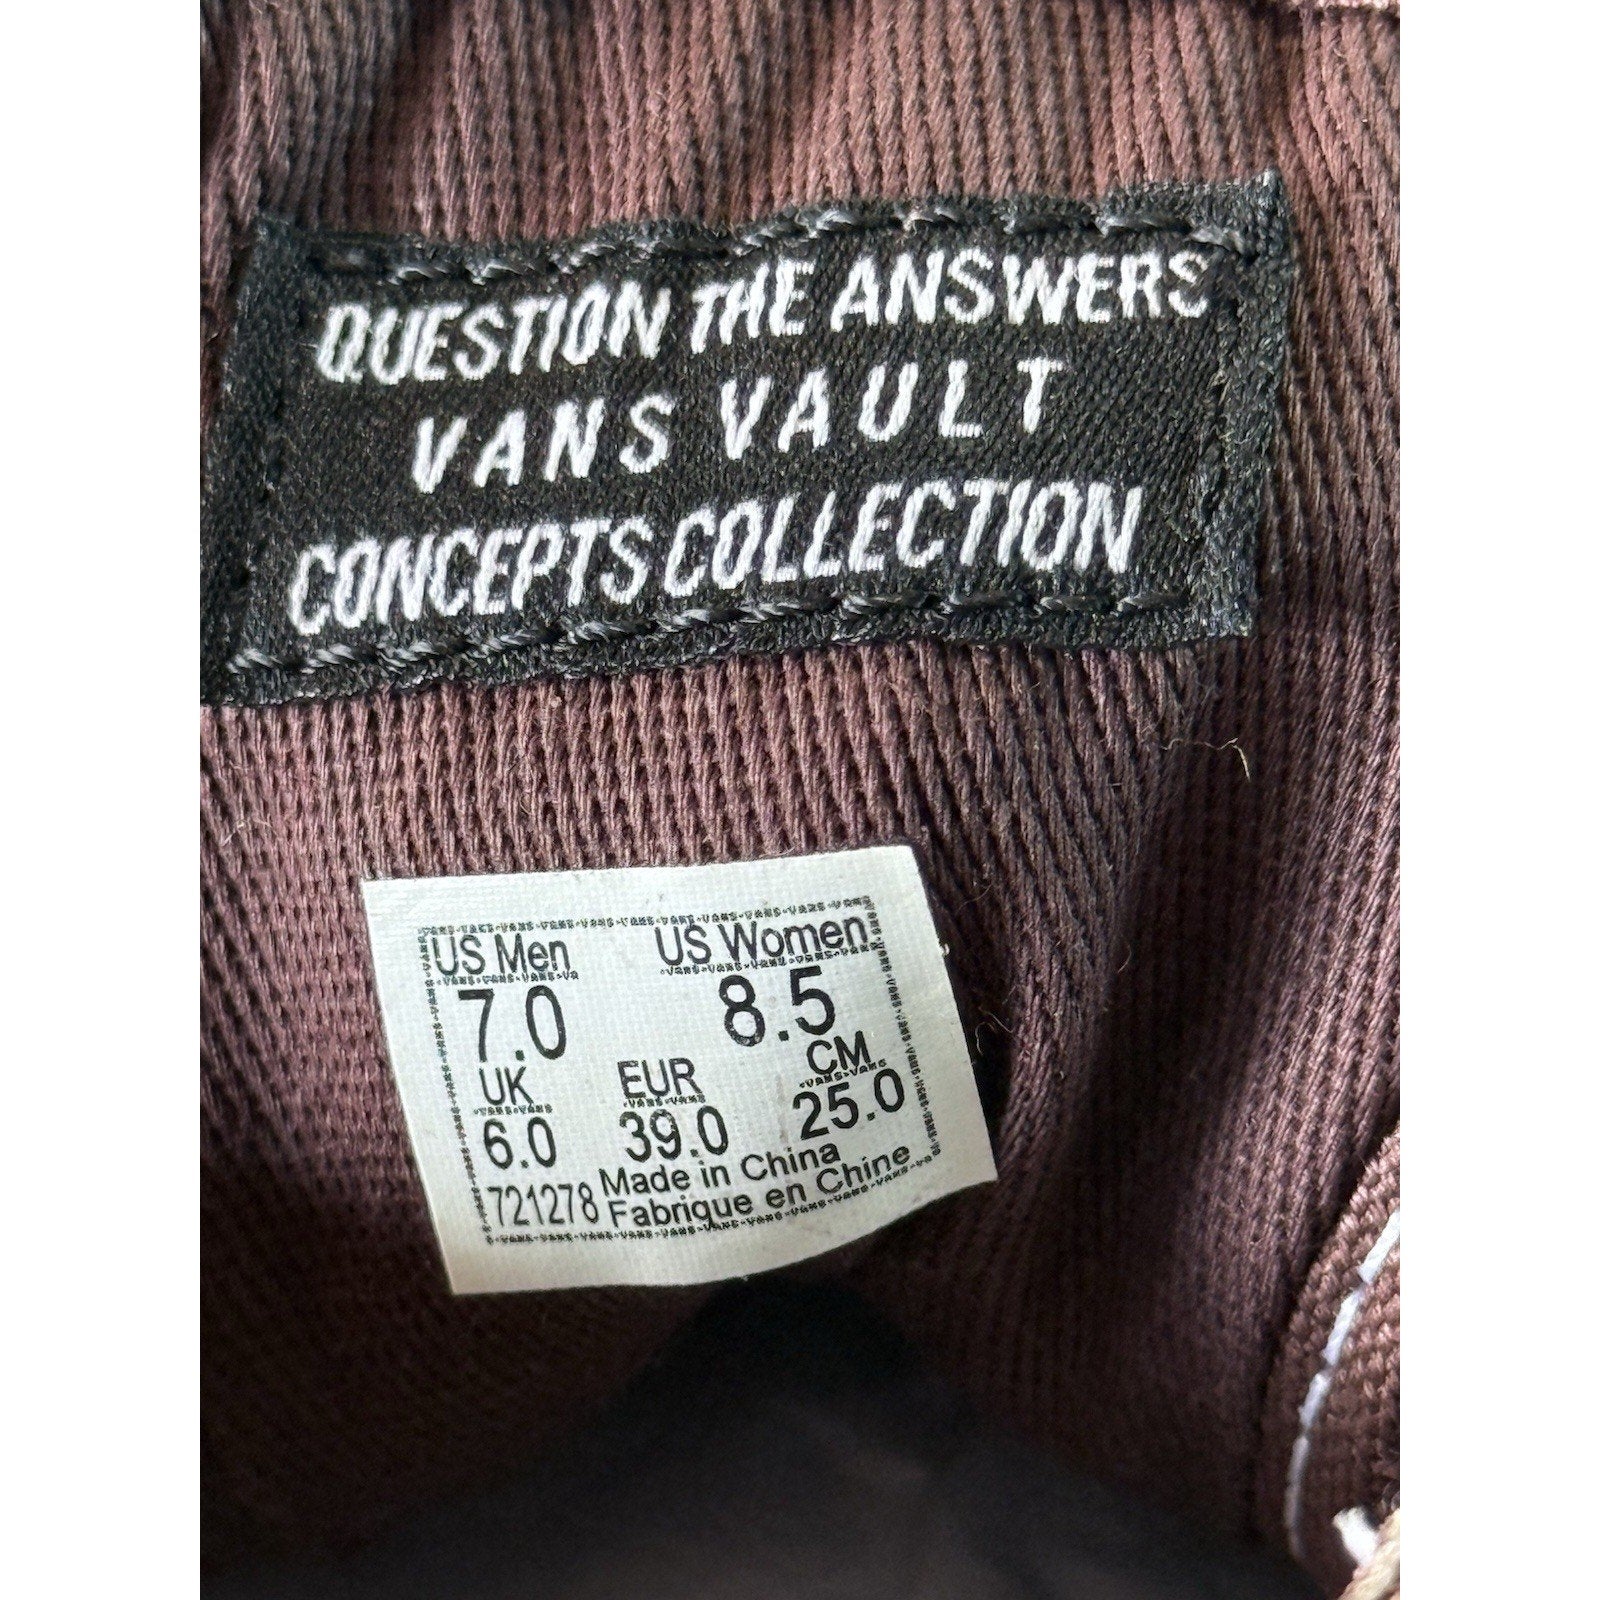 QUESTION THE ANSWERS
VANS VAULT
CONCEPTS COLLECTION
US Men US Women
7.0 8.5
UK EUR CM
6.0 39.0 25.0
721278 Made in China
Fabrique en Chine